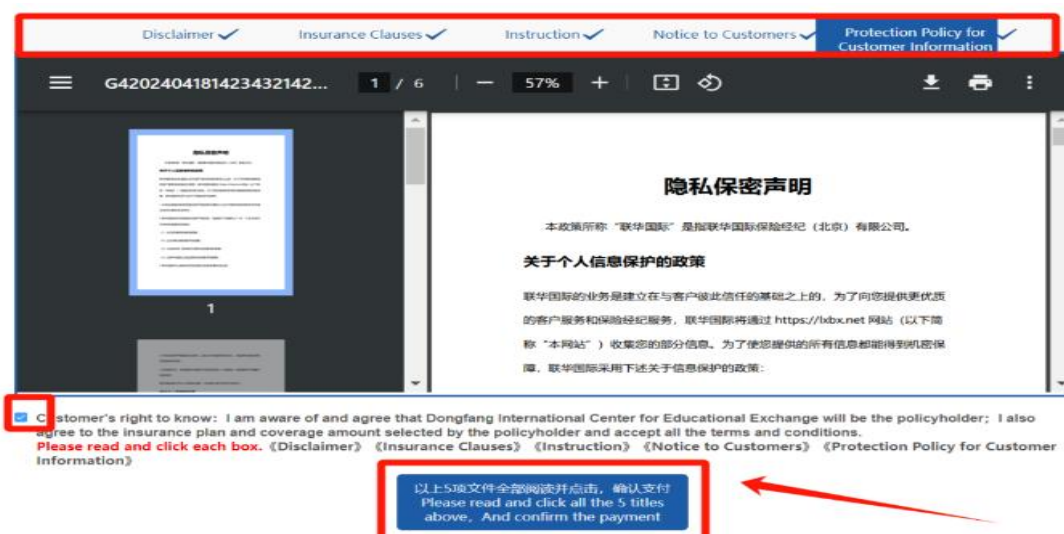 Disclaimer
Insurance Clauses
Instruction
Notice to Customers
Protection Policy for
Customer Information
G4202404181423432142... 1 / 6 57%
1
隐私保密声明
本政策所称“联华国际”是指联华国际保险经纪（北京）有限公司。
关于个人信息保护的政策
联华国际的业务是建立在与客户彼此信任的基础之上的，为了向您提供更优质
的客户服务和保险经纪服务，联华国际将通过 https://lxbx.net 网站（以下简
称“本网站”）收集您的部分信息。为了使您提供的所有信息都能得到机密保
障，联华国际采用下述关于信息保护的政策：
Customer's right to know: I am aware of and agree that Dongfang International Center for Educational Exchange will be the policyholder; I also
agree to the insurance plan and coverage amount selected by the policyholder and accept all the terms and conditions.
Please read and click each box.《Disclaimer》《Insurance Clauses》《Instruction》《Notice to Customers》《Protection Policy for Customer
Information》
以上5项文件全部阅读并点击，确认支付
Please read and click all the 5 titles
above, And confirm the payment